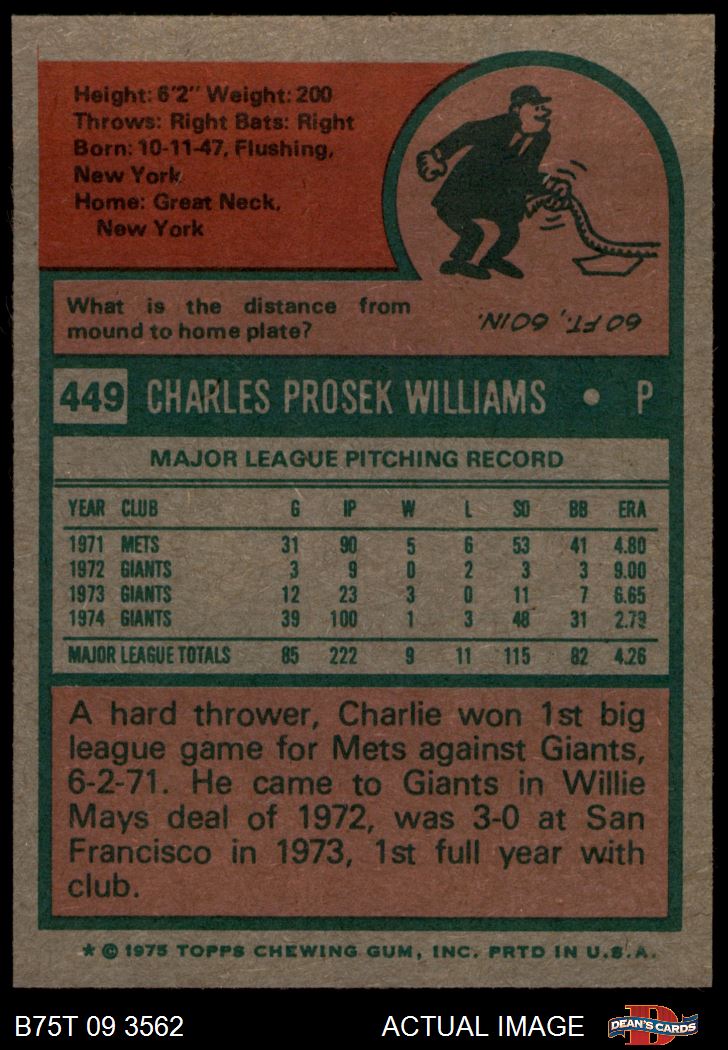 Height: 6'2" Weight: 200
Throws: Right Bats: Right
Born: 10-11-47, Flushing,
New York
Home: Great Neck,
New York
What is the distance from
mound to home plate?
60 FT., 60IN.
449 CHARLES PROSEK WILLIAMS • P
MAJOR LEAGUE PITCHING RECORD
YEAR CLUB G IP W L SO BB ERA
1971 METS 31 90 5 6 53 41 4.80
1972 GIANTS 3 9 0 2 3 3 9.00
1973 GIANTS 12 23 3 0 11 7 6.65
1974 GIANTS 39 100 1 3 48 31 2.79
MAJOR LEAGUE TOTALS 85 222 9 11 115 82 4.26
A hard thrower, Charlie won 1st big
league game for Mets against Giants,
6-2-71. He came to Giants in Willie
Mays deal of 1972, was 3-0 at San
Francisco in 1973, 1st full year with
club.
★ © 1975 TOPPS CHEWING GUM, INC. PRTD IN U.S.A.
B75T 09 3562 ACTUAL IMAGE DEAN'S CARDS